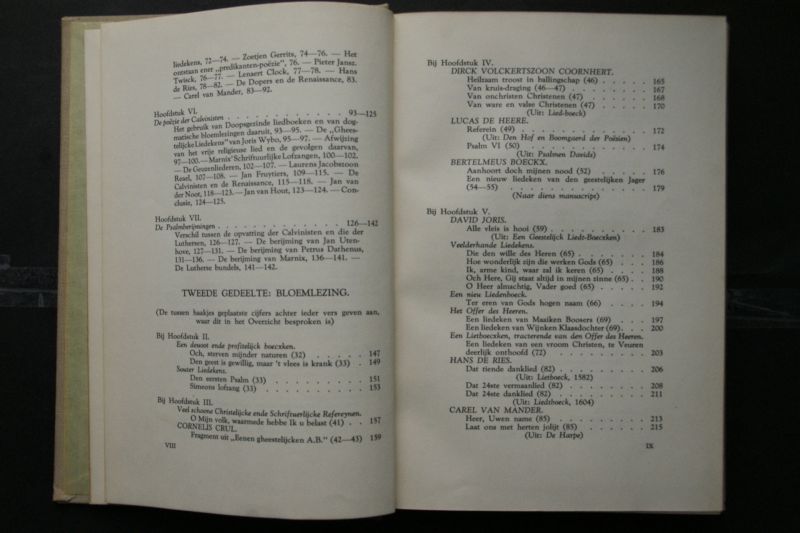 liedekens, 72—74. — Zoetjen Gerrits, 74—76. — Het
ontstaan ener „predikanten-poëzie", 76. — Pieter Jansz.
Twisck, 76—77. — Lenaert Clock, 77—78. — Hans
de Ries, 78—82. — De Dopers en de Renaissance, 83.
— Carel van Mander, 83—92.
Hoofdstuk VI.
De poëzie der Calvinisten . . . . . . . . . . . 93—125
Het gebruik van Doopsgezinde liedboeken en van dog-
matische bloemlezingen daaruit, 93—95. — De „Ghees-
telijcke Liedekens" van Joris Wybo, 95—97. — Afwijzing
van het vrije religieuse lied en de gevolgen daarvan,
97—100. — Marnix' Schriftuurlijke Lofzangen, 100—102.
— De Geuzenliederen, 102—107. — Laurens Jacobstoon
Reael, 107—108. — Jan Fruytiers, 109—115. — De
Calvinisten en de Renaissance, 115—118. — Jan van
der Noot, 118—123. — Jan van Hout, 123—124. — Con-
clusie, 124—125.
Hoofdstuk VII.
De Psalmberijmingen . . . . . . . . . . . 126—142
Verschil tussen de opvatting der Calvinisten en die der
Luthersen, 126—127. — De berijming van Jan Uten-
hove, 127—131. — De berijming van Petrus Dathenus,
131—136. — De berijming van Marnix, 136—141. —
De Lutherse bundels, 141—142.
TWEEDE GEDEELTE: BLOEMLEZING.
(De tussen haakjes geplaatste cijfers achter ieder vers geven aan,
waar dit in het Overzicht besproken is)
Bij Hoofdstuk II.
Een devoot ende profitelijck boecxken.
Och, sterven mijnder naturen (32) . . . . . . . 147
Den geest is gewillig, maar 't vlees is krank (33) . 149
Souter Liedekens.
Den eersten Psalm (33) . . . . . . . . . . 151
Simeons lofzang (33) . . . . . . . . . . . 153
Bij Hoofdstuk III.
Veel schoone Christelijcke ende Schriftuerlijcke Refereynen.
O Mijn volk, waarmede hebbe Ik u belast (41) . . 157
CORNELIS CRUL.
Fragment uit „Eenen gheestelijcken A.B." (42—43) 159
VIII
Bij Hoofdstuk IV.
DIRCK VOLCKERTSZOON COORNHERT.
Heilzaam troost in ballingschap (46) . . . . . 165
Van kruis-draging (46—47) . . . . . . . . 167
Van onchristen Christenen (47) . . . . . . . 168
Van ware en valse Christenen (47) . . . . . . 170
(Uit: Lied-boeck)
LUCAS DE HEERE.
Referein (49) . . . . . . . . . . . . 172
(Uit: Den Hof en Boomgaerd der Poësien)
Psalm VI (50) . . . . . . . . . . . . 174
(Uit: Psalmen Davids)
BERTELMEUS BOECKX.
Aanhoort doch mijnen nood (52) . . . . . . . 176
Een nieuw liedeken van den geestelijken Jager
(54—55) . . . . . . . . . . . . . 179
(Naar diens manuscript)
Bij Hoofdstuk V.
DAVID JORIS.
Alle vleis is hooi (59) . . . . . . . . . . 183
(Uit: Een Geestelijck Liedt-Boecxken)
Veelderhande Liedekens.
Die den wille des Heren (65) . . . . . . . . 184
Hoe wonderlijk zijn die werken Gods (65) . . . . 186
Ik, arme kind, waar zal ik keren (65) . . . . . 188
Och Here, Gij staat altijd in mijnen zinne (65) . . 190
O Heer almachtig, Vader goed (65) . . . . . . 192
Een nieu Liedenboeck.
Ter eren van Gods hogen naam (66) . . . . . . 194
Het Offer des Heeren.
Een liedeken van Maaiken Boosers (69) . . . . . 197
Een liedeken van Wijnken Klaasdochter (69) . . . 200
Een Lietboecxken, tracterende van den Offer des Heeren.
Een liedeken van een vroom Christen, te Veuren
deerlijk onthoofd (72) . . . . . . . . . . 203
HANS DE RIES.
Dat tiende danklied (82) . . . . . . . . . . 206
(Uit: Lietboeck, 1582)
Dat 24ste vermaanlied (82) . . . . . . . . . 208
Dat 24ste danklied (82) . . . . . . . . . . 211
(Uit: Liedtboeck, 1604)
CAREL VAN MANDER.
Heer, Uwen name (85) . . . . . . . . . . 213
Laat ons met herten jolijt (85) . . . . . . . 215
(Uit: De Harpe)
IX